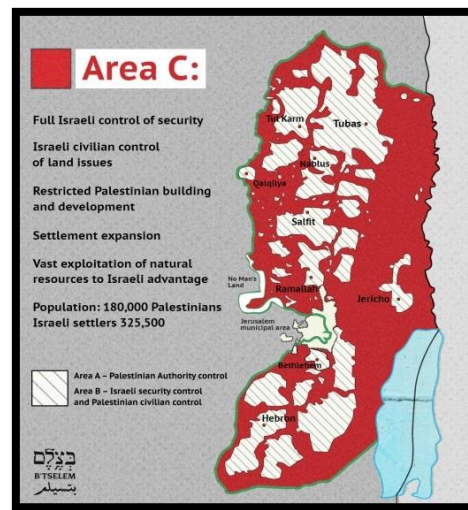 Area C:
Full Israeli control of security
Israeli civilian control
of land issues
Restricted Palestinian building
and development
Settlement expansion
Vast exploitation of natural
resources to Israeli advantage
Population: 180,000 Palestinians
Israeli settlers 325,500
Area A – Palestinian Authority control
Area B – Israeli security control
and Palestinian civilian control
בְּצֶלֶם
B'TSELEM
بتسيلم
Tul Karm
Tubas
Nablus
Qalqilya
Salfit
No Man's
Land
Ramallah
Jericho
Jerusalem
municipal area
Bethlehem
Hebron